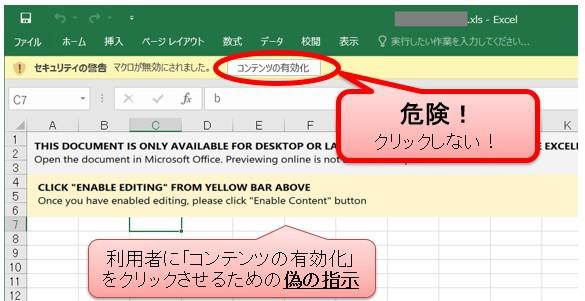 .xls - Excel
ファイル ホーム 挿入 ページ レイアウト 数式 データ 校閲 表示 実行したい作業を入力してください...
セキュリティの警告 マクロが無効にされました。 コンテンツの有効化
C7 fx b
危険！
クリックしない！
A B C D E F K
1 THIS DOCUMENT IS ONLY AVAILABLE FOR DESKTOP OR LA
2 Open the document in Microsoft Office. Previewing online is not
3
4 CLICK "ENABLE EDITING" FROM YELLOW BAR ABOVE
5 Once you have enabled editing, please click "Enable Content" button
6
7
8
9
10
11
12
利用者に「コンテンツの有効化」
をクリックさせるための偽の指示